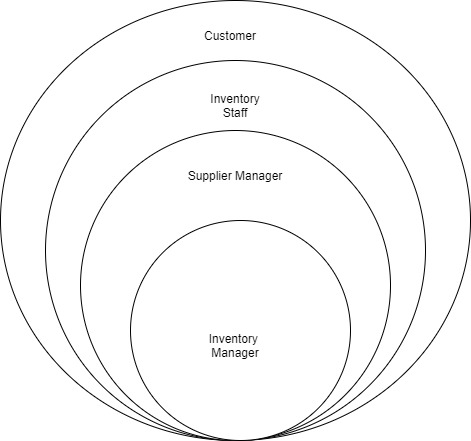 Customer
Inventory
Staff
Supplier Manager
Inventory
Manager